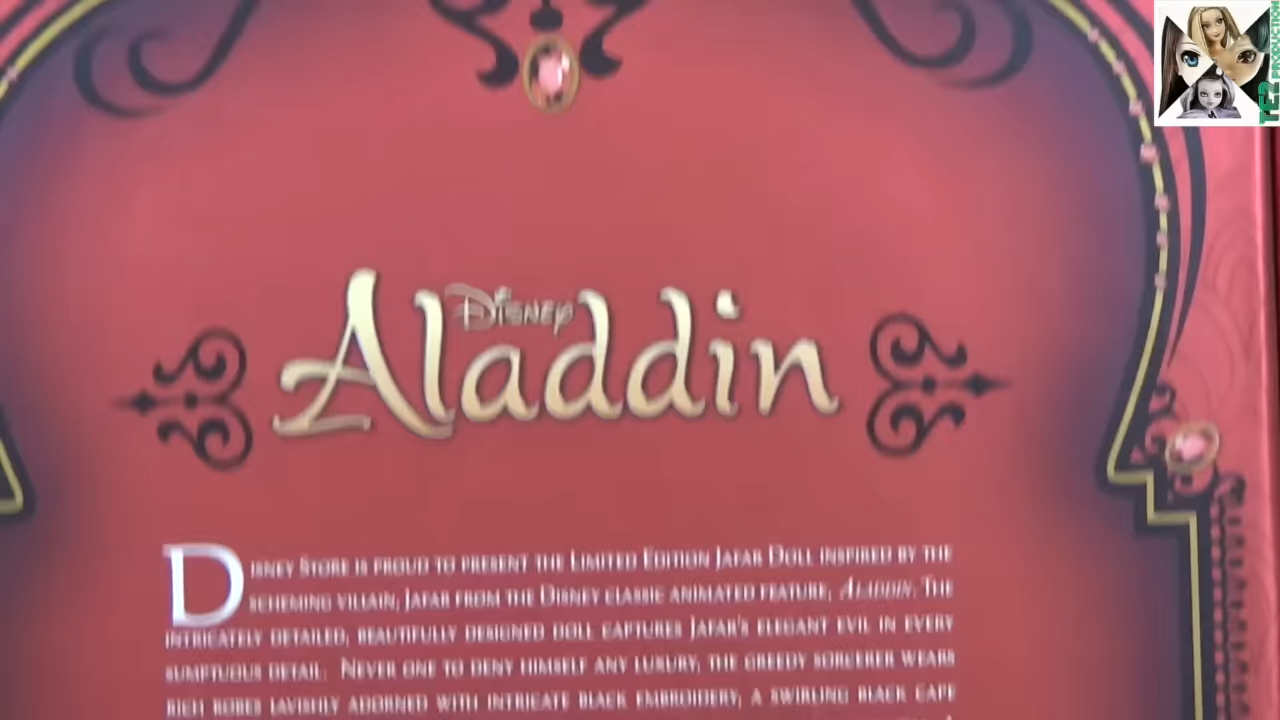 TE2 PRODUCTION
DISNEY
Aladdin
DISNEY STORE IS PROUD TO PRESENT THE LIMITED EDITION JAFAR DOLL INSPIRED BY THE
SCHEMING VILLAIN, JAFAR FROM THE DISNEY CLASSIC ANIMATED FEATURE, ALADDIN. THE
INTRICATELY DETAILED, BEAUTIFULLY DESIGNED DOLL CAPTURES JAFAR'S ELEGANT EVIL IN EVERY
SUMPTUOUS DETAIL. NEVER ONE TO DENY HIMSELF ANY LUXURY, THE GREEDY SORCERER WEARS
RICH ROBES LAVISHLY ADORNED WITH INTRICATE BLACK EMBROIDERY, A SWIRLING BLACK CAPE